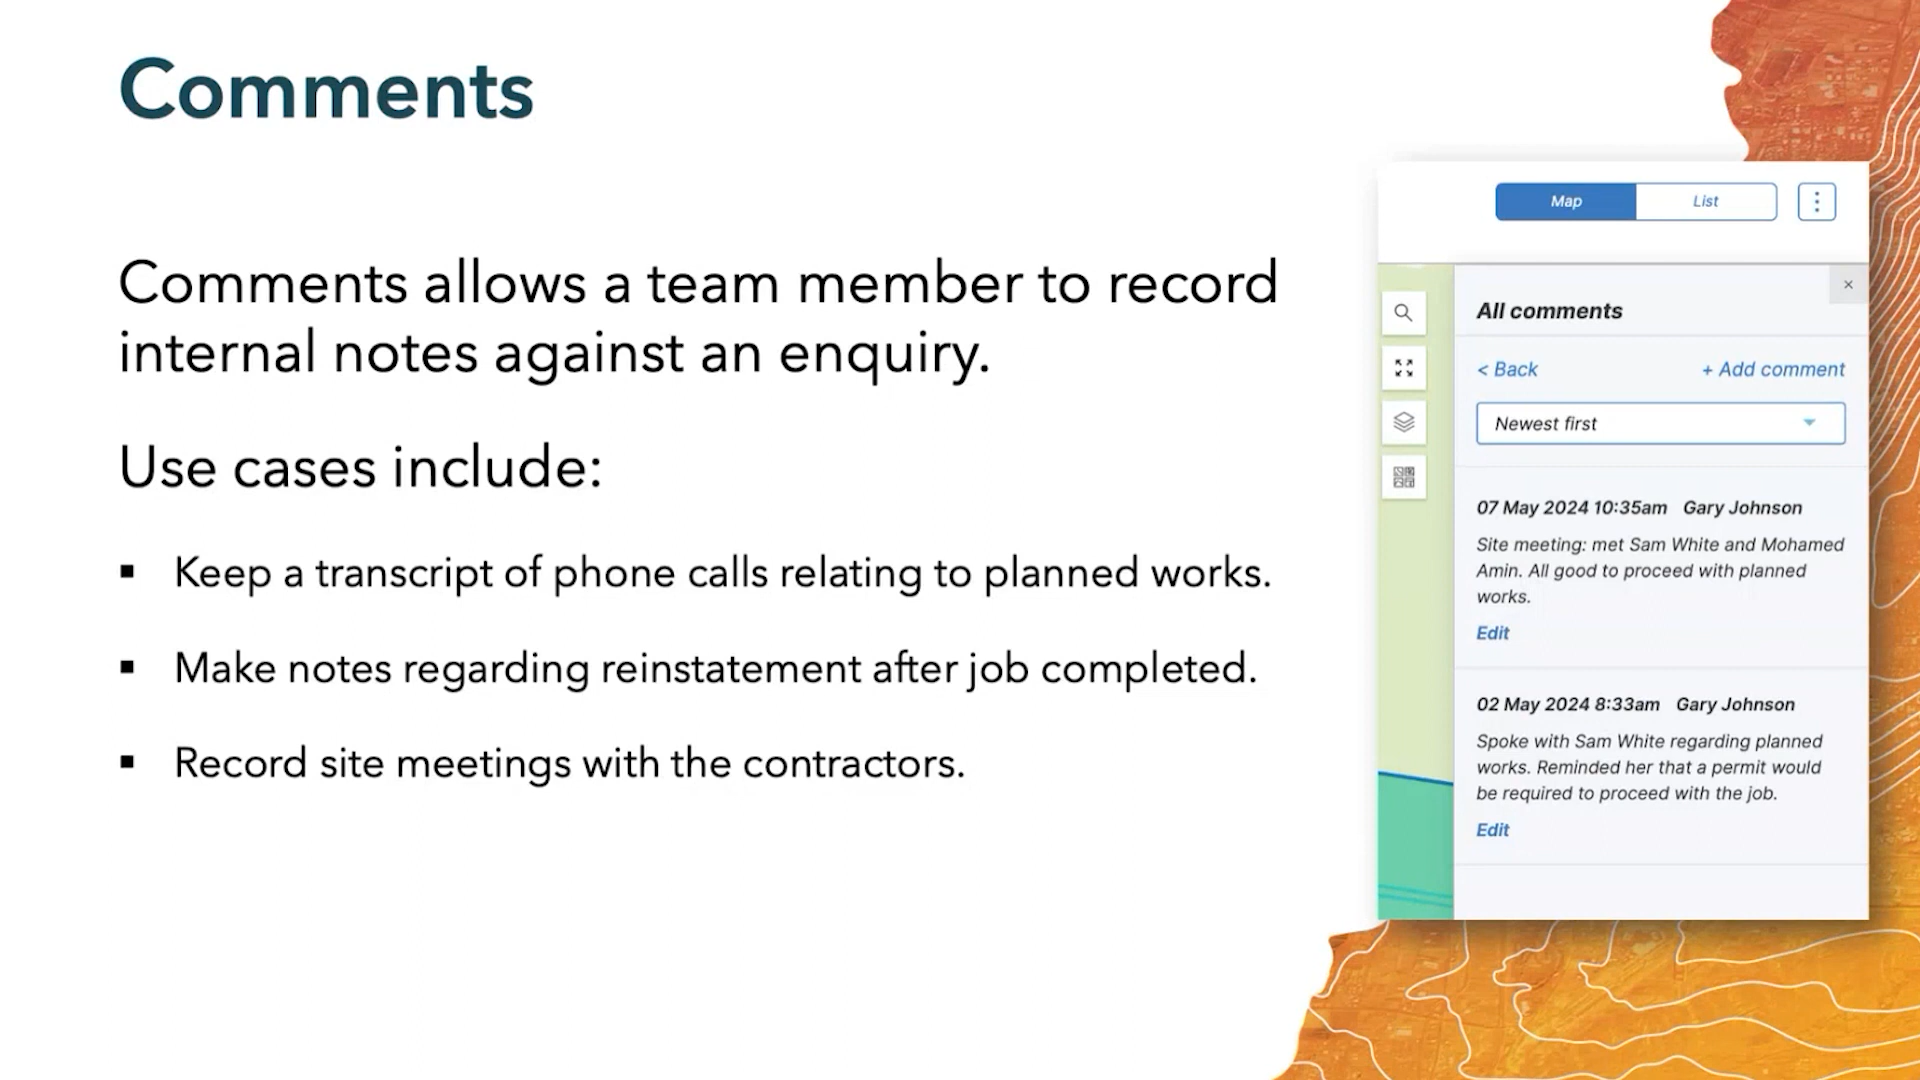 Comments
Comments allows a team member to record
internal notes against an enquiry.
Use cases include:
▪ Keep a transcript of phone calls relating to planned works.
▪ Make notes regarding reinstatement after job completed.
▪ Record site meetings with the contractors.
Map
List
All comments
< Back
+ Add comment
Newest first
07 May 2024 10:35am Gary Johnson
Site meeting: met Sam White and Mohamed
Amin. All good to proceed with planned
works.
Edit
02 May 2024 8:33am Gary Johnson
Spoke with Sam White regarding planned
works. Reminded her that a permit would
be required to proceed with the job.
Edit